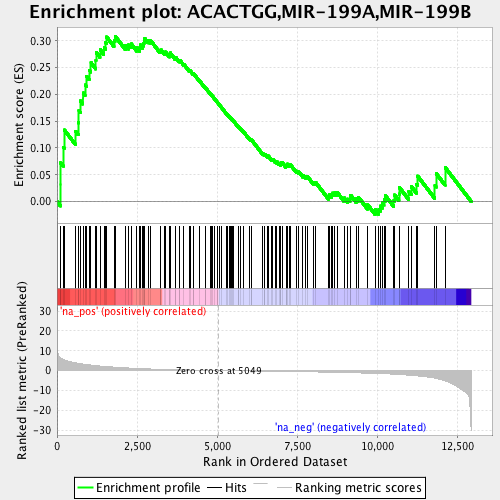 Enrichment plot: ACACTGG,MIR-199A,MIR-199B
Enrichment score (ES)
0.30
0.25
0.20
0.15
0.10
0.05
0.00
Ranked list metric (PreRanked)
30
20
10
0
-10
-20
-30
'na_pos' (positively correlated)
Zero cross at 5049
'na_neg' (negatively correlated)
0
2,500
5,000
7,500
10,000
12,500
Rank in Ordered Dataset
Enrichment profile
Hits
Ranking metric scores